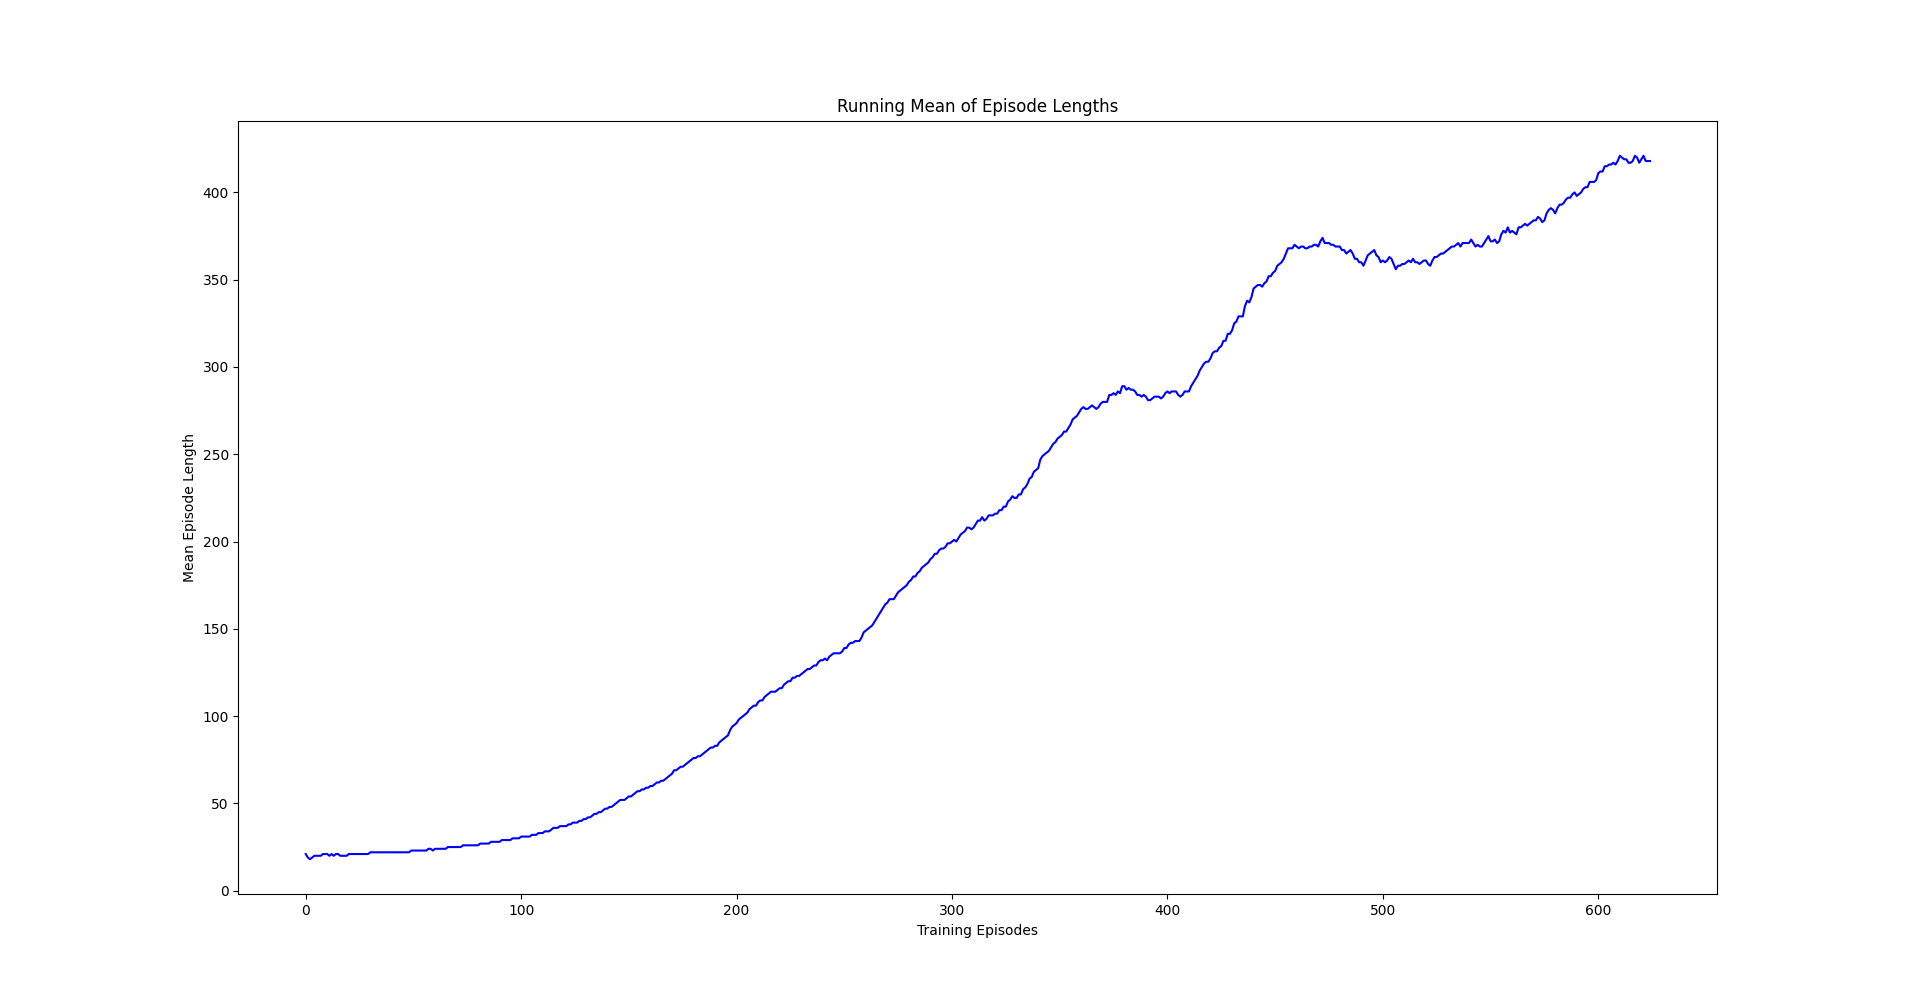 Running Mean of Episode Lengths
Mean Episode Length
400
350
300
250
200
150
100
50
0
0 100 200 300 400 500 600
Training Episodes